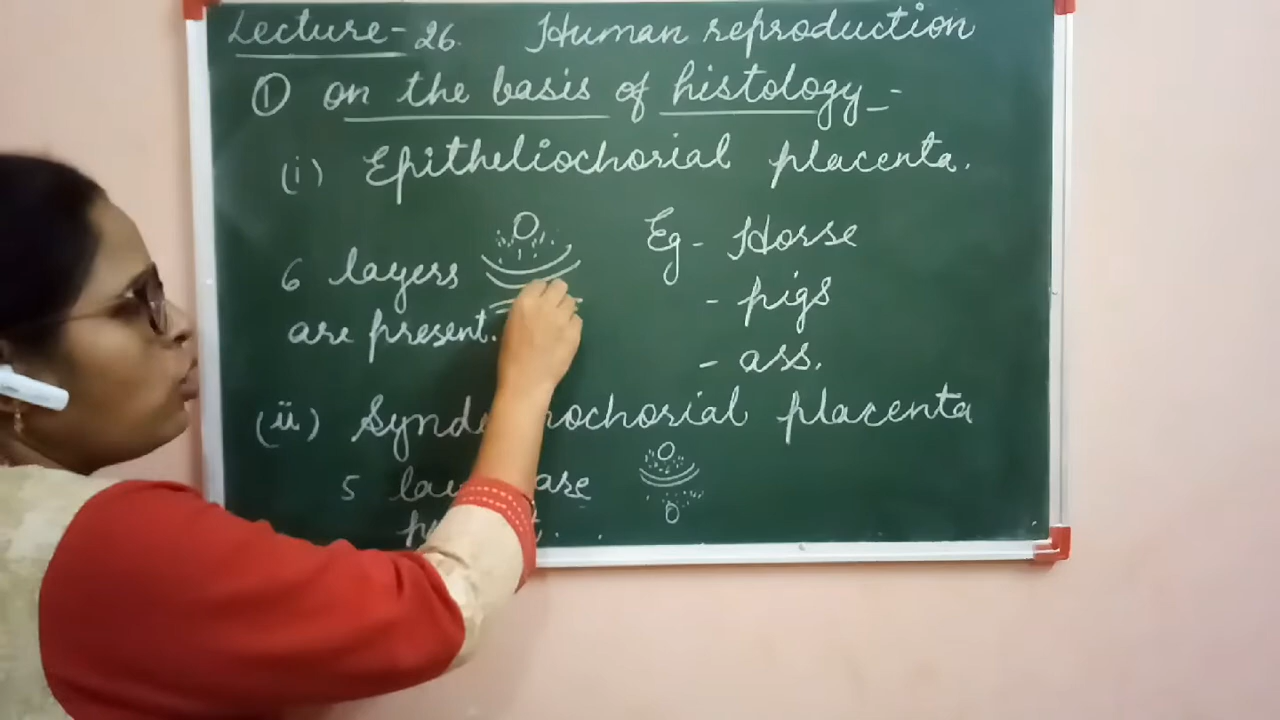 Lecture-26. Human reproduction
① on the basis of histology_-
(i) Epitheliochorial placenta.
6 layers
are present.
Eg- Horse
- pigs
- ass.
(ii) placenta
5 are